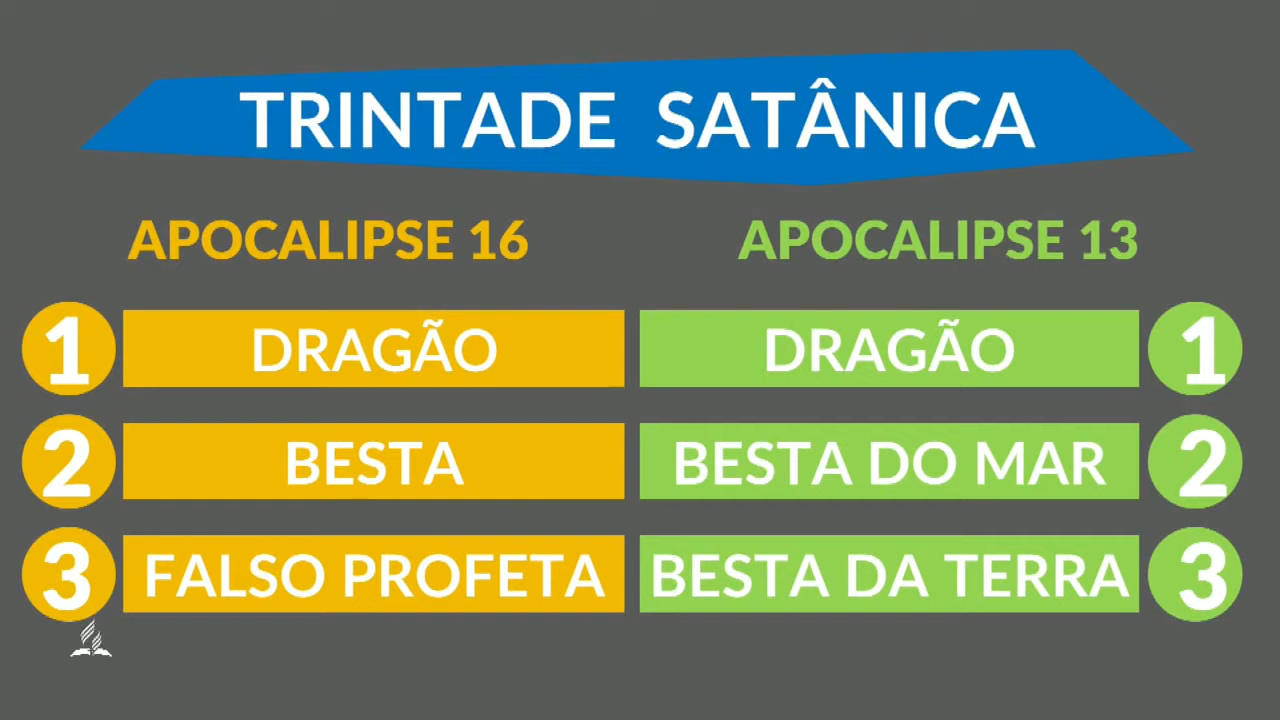 TRINTADE SATÂNICA
APOCALIPSE 16
APOCALIPSE 13
1 DRAGÃO DRAGÃO 1
2 BESTA BESTA DO MAR 2
3 FALSO PROFETA BESTA DA TERRA 3